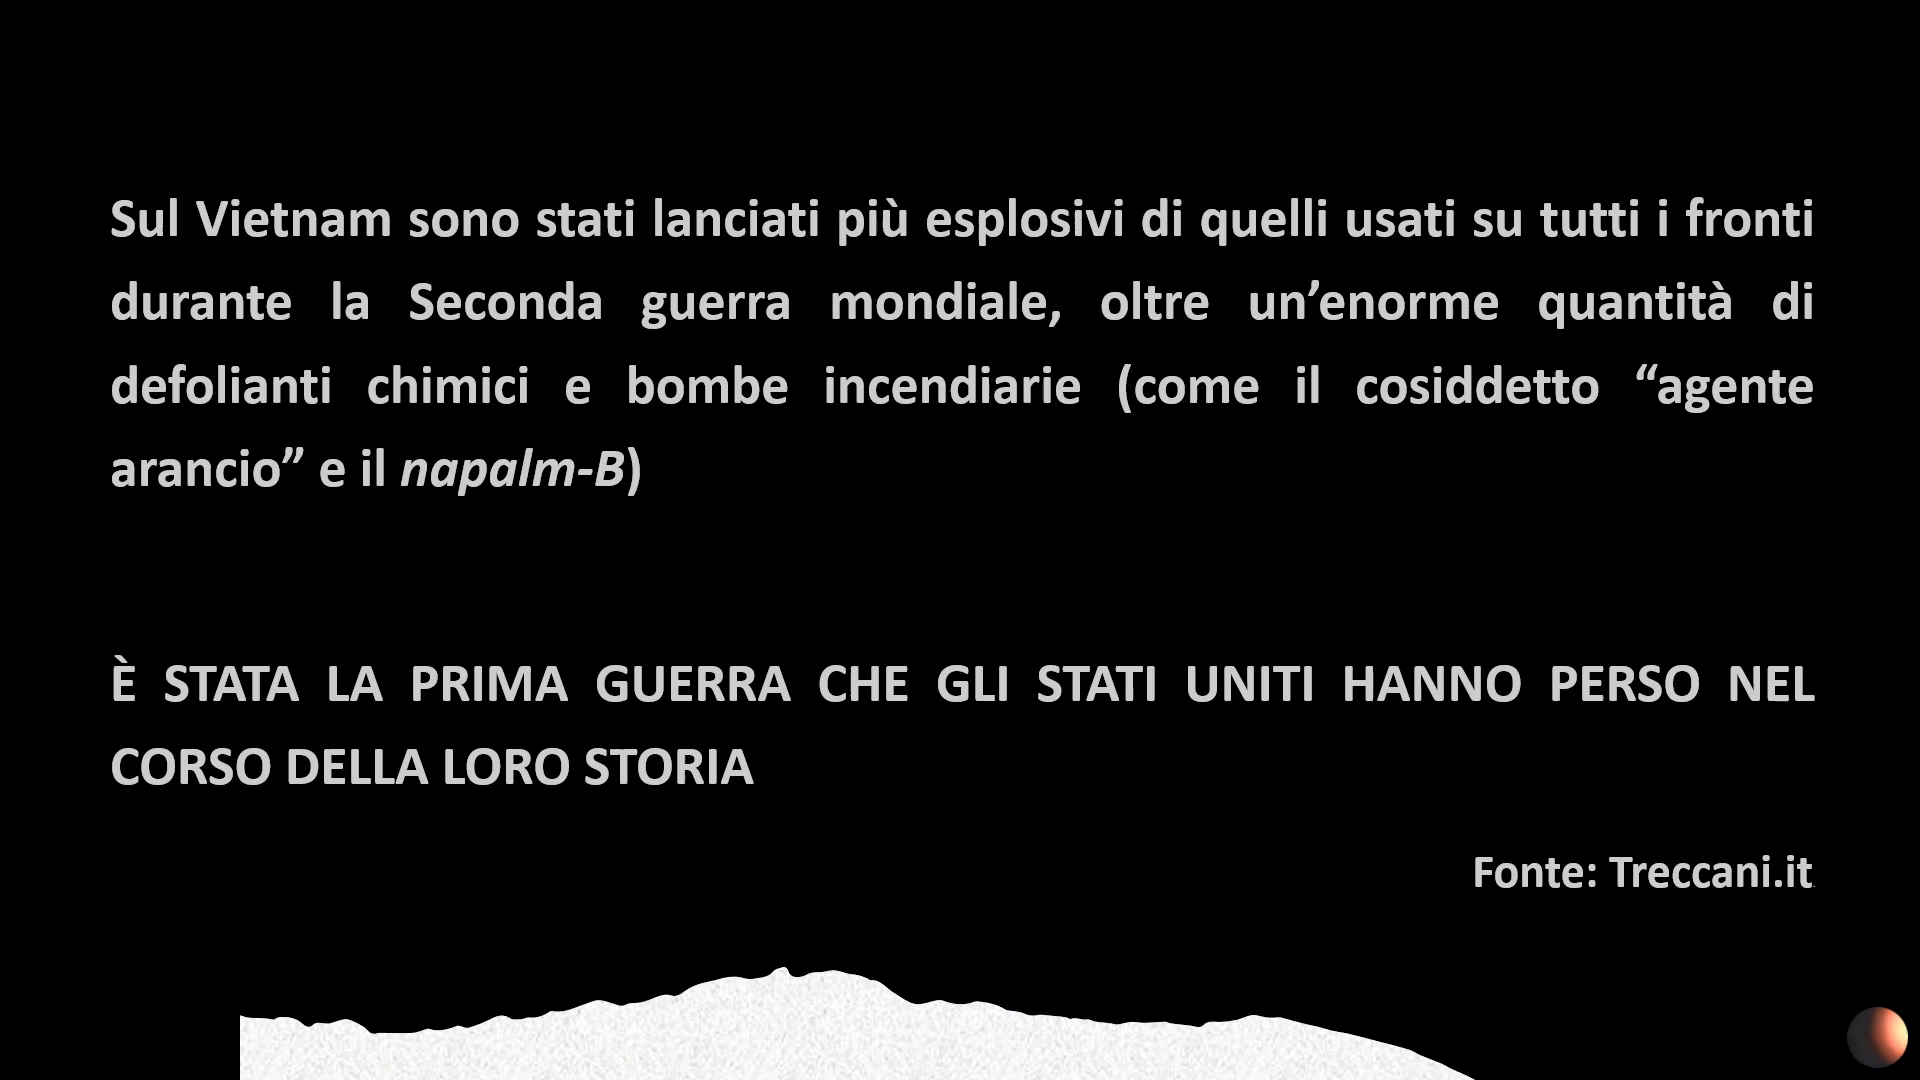 Sul Vietnam sono stati lanciati più esplosivi di quelli usati su tutti i fronti
durante la Seconda guerra mondiale, oltre un’enorme quantità di
defolianti chimici e bombe incendiarie (come il cosiddetto “agente
arancio” e il napalm-B)
È STATA LA PRIMA GUERRA CHE GLI STATI UNITI HANNO PERSO NEL
CORSO DELLA LORO STORIA
Fonte: Treccani.it